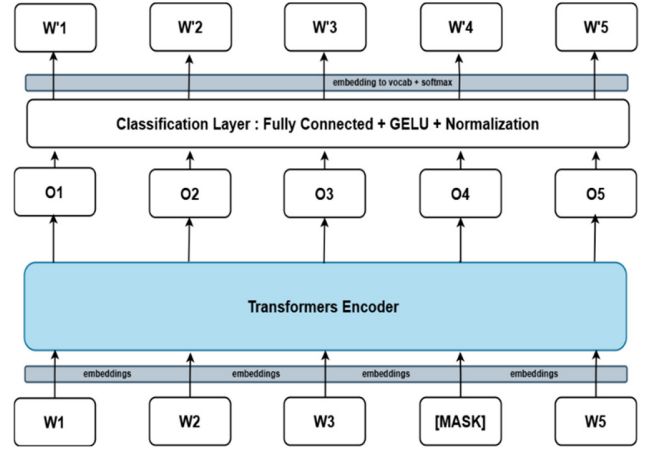 W'1 W'2 W'3 W'4 W'5
embedding to vocab + softmax
Classification Layer : Fully Connected + GELU + Normalization
O1 O2 O3 O4 O5
Transformers Encoder
embeddings embeddings embeddings embeddings
W1 W2 W3 [MASK] W5